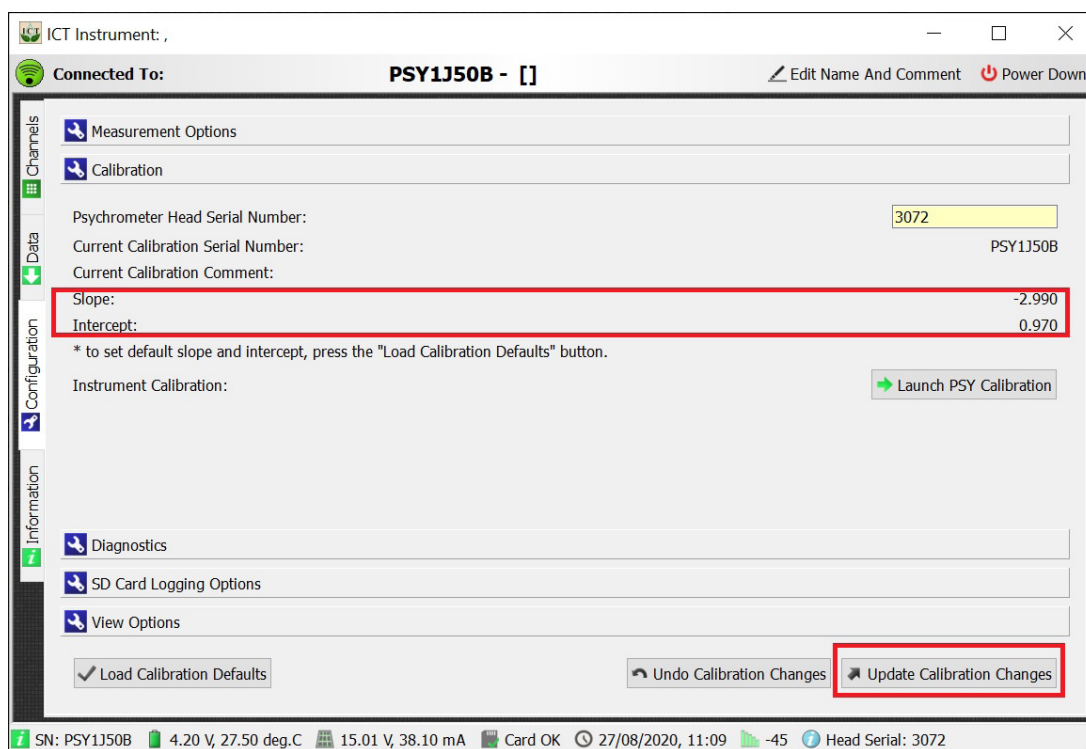 ICT Instrument: ,
Connected To: PSY1J50B - [] Edit Name And Comment Power Down
Channels
Data
Configuration
Information
Measurement Options
Calibration
Psychrometer Head Serial Number: 3072
Current Calibration Serial Number: PSY1J50B
Current Calibration Comment:
Slope: -2.990
Intercept: 0.970
* to set default slope and intercept, press the "Load Calibration Defaults" button.
Instrument Calibration: Launch PSY Calibration
Diagnostics
SD Card Logging Options
View Options
Load Calibration Defaults Undo Calibration Changes Update Calibration Changes
SN: PSY1J50B 4.20 V, 27.50 deg.C 15.01 V, 38.10 mA Card OK 27/08/2020, 11:09 -45 Head Serial: 3072